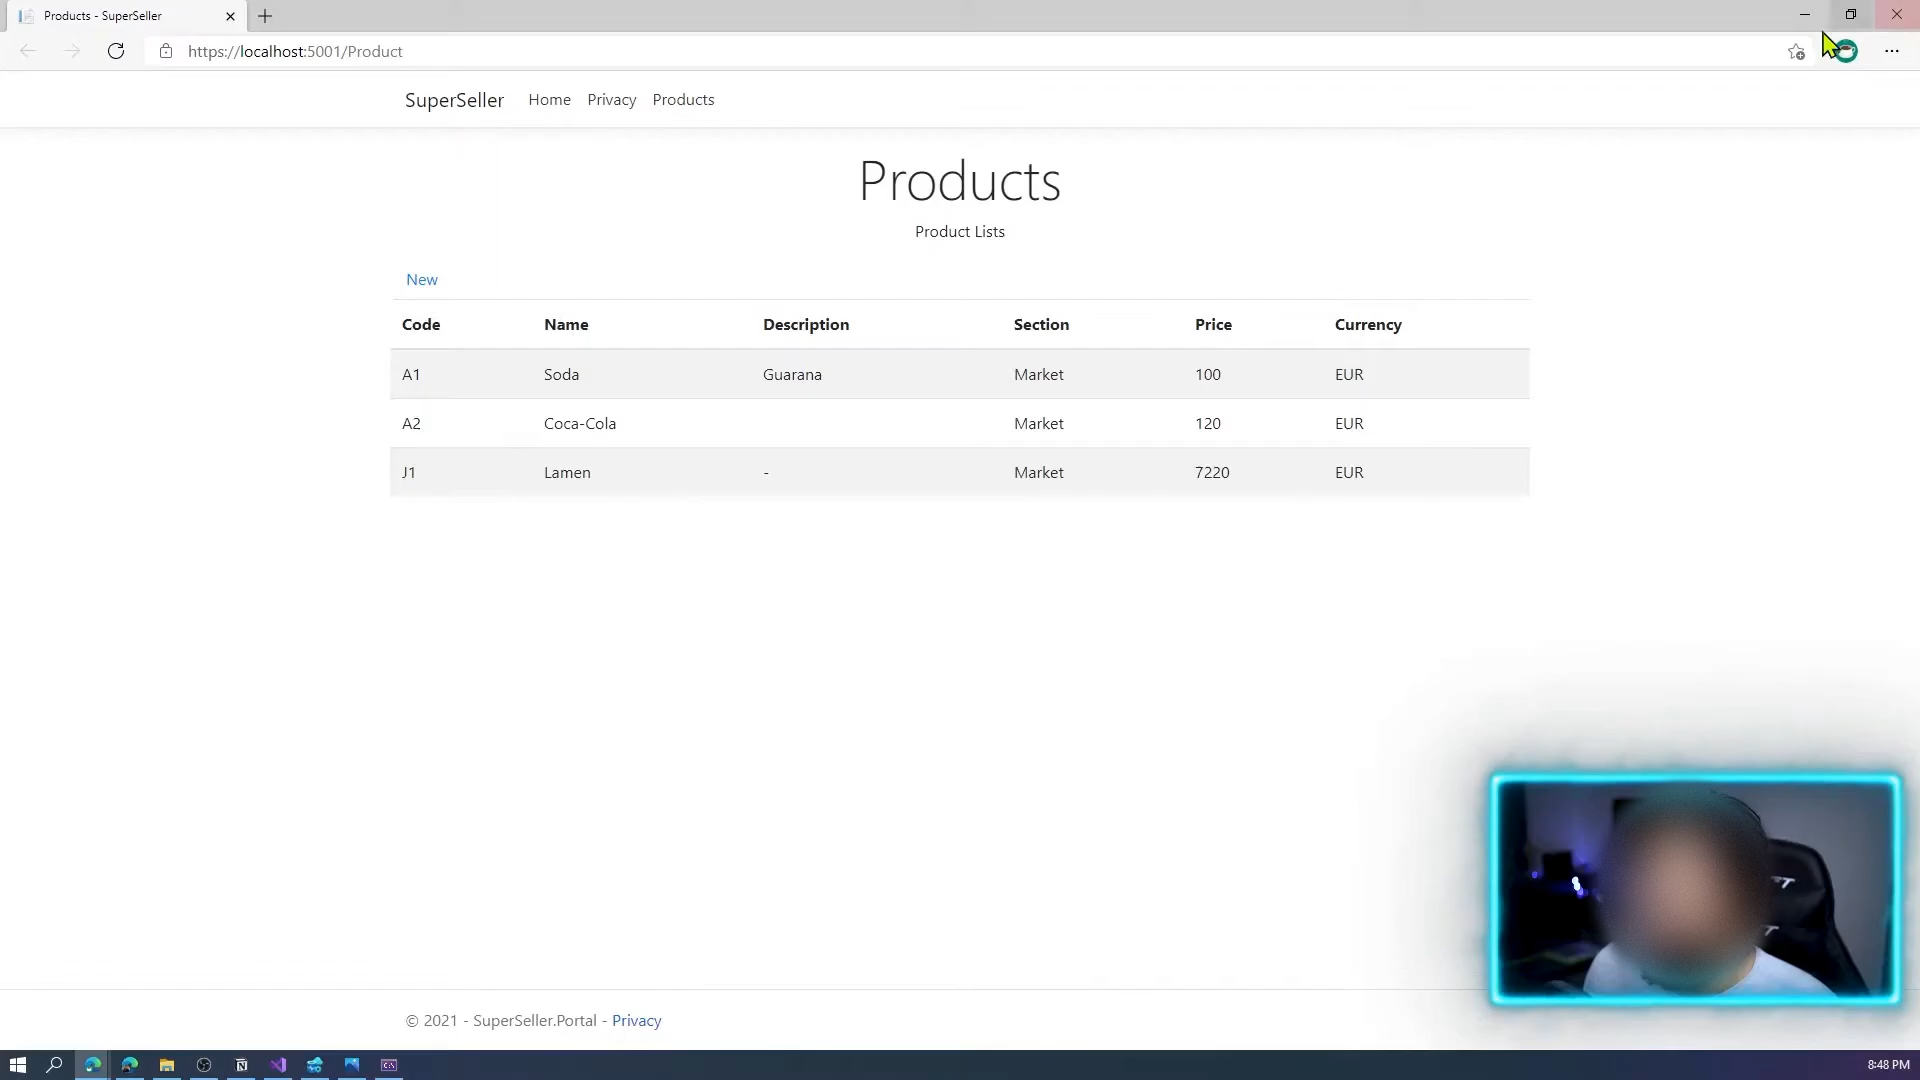 Products - SuperSeller
https://localhost:5001/Product
SuperSeller Home Privacy Products
Products
Product Lists
New
Code Name Description Section Price Currency
A1 Soda Guarana Market 100 EUR
A2 Coca-Cola Market 120 EUR
J1 Lamen - Market 7220 EUR
© 2021 - SuperSeller.Portal - Privacy
8:48 PM